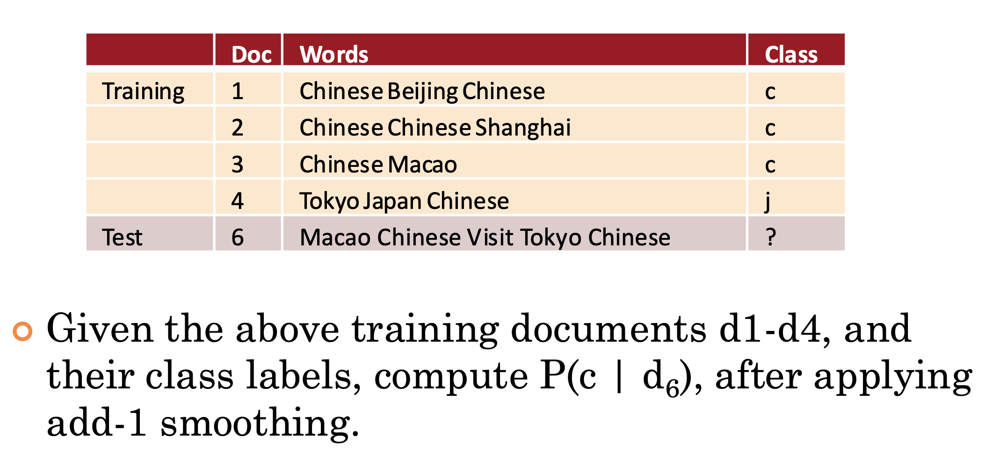 Doc Words Class
Training 1 Chinese Beijing Chinese c
2 Chinese Chinese Shanghai c
3 Chinese Macao c
4 Tokyo Japan Chinese j
Test 6 Macao Chinese Visit Tokyo Chinese ?
Given the above training documents d1-d4, and
their class labels, compute P(c | d₆), after applying
add-1 smoothing.